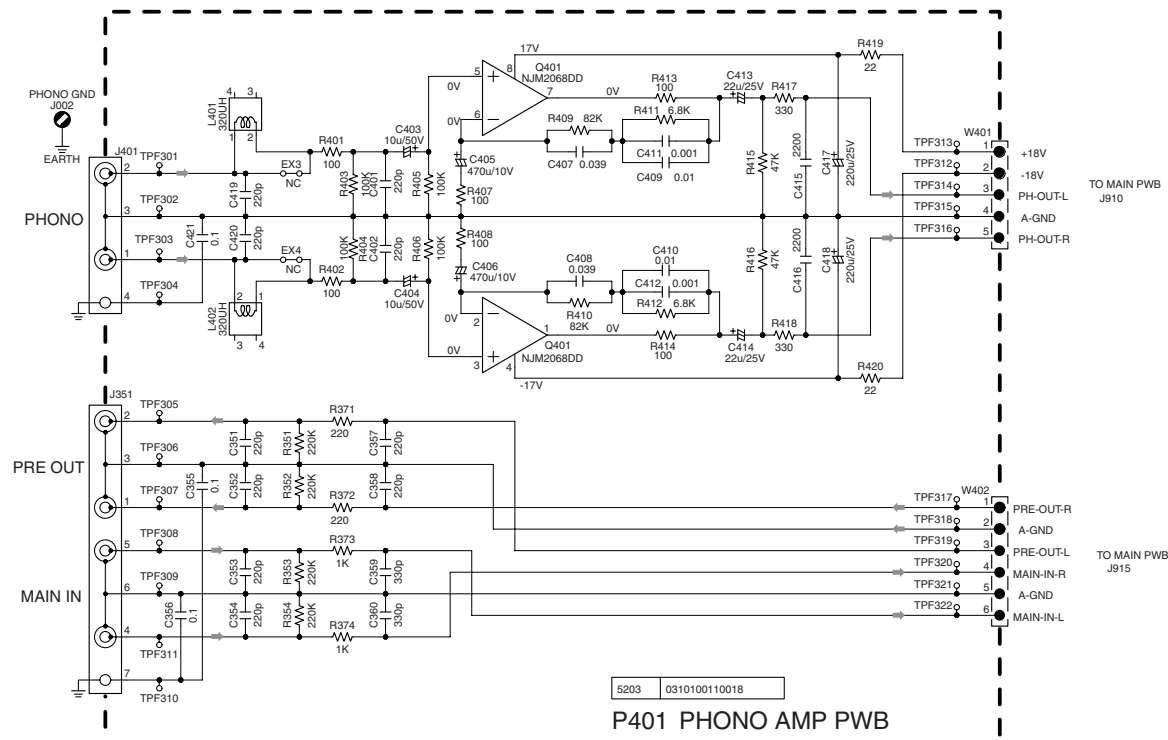 PHONO GND
J002
EARTH
J401
PHONO
2
3
1
4
TPF301
TPF302
TPF303
TPF304
4 3
L401
320UH
1 2
C419
220p
C421
0.1
C420
220p
2 1
L402
320UH
3 4
EX3
NC
EX4
NC
R401
100
R402
100
R403
100K
C401
220p
R404
100K
C402
220p
C403
10u/50V
C404
10u/50V
R405
100K
R406
100K
0V
0V
5
6
8
7
17V
Q401
NJM2068DD
C405
470u/10V
R407
100
R408
100
C406
470u/10V
R409 82K
C407 0.039
R413
100
0V
R411 6.8K
C411 0.001
C409 0.01
C413
22u/25V
R417
330
R415
47K
2200
C415
C417
220u/25V
R419
22
C408
0.039
R410
82K
C410
0.01
C412 0.001
R412 6.8K
0V
0V
2
3
1
4
0V
Q401
NJM2068DD
-17V
R414
100
C414
22u/25V
R418
330
R416
47K
2200
C416
C418
220u/25V
R420
22
TPF313
TPF312
TPF314
TPF315
TPF316
W401
1 +18V
2 -18V
3 PH-OUT-L
4 A-GND
5 PH-OUT-R
TO MAIN PWB
J910
J351
PRE OUT
MAIN IN
2
3
1
5
6
4
7
TPF305
TPF306
TPF307
TPF308
TPF309
TPF311
TPF310
C355
0.1
C356
0.1
C351
220p
C352
220p
R351
220K
R352
220K
R371
220
R372
220
C357
220p
C358
220p
C353
220p
C354
220p
R353
220K
R354
220K
R373
1K
R374
1K
C359
330p
C360
330p
TPF317
TPF318
TPF319
TPF320
TPF321
TPF322
W402
1 PRE-OUT-R
2 A-GND
3 PRE-OUT-L
4 MAIN-IN-R
5 A-GND
6 MAIN-IN-L
TO MAIN PWB
J915
5203 0310100110018
P401 PHONO AMP PWB